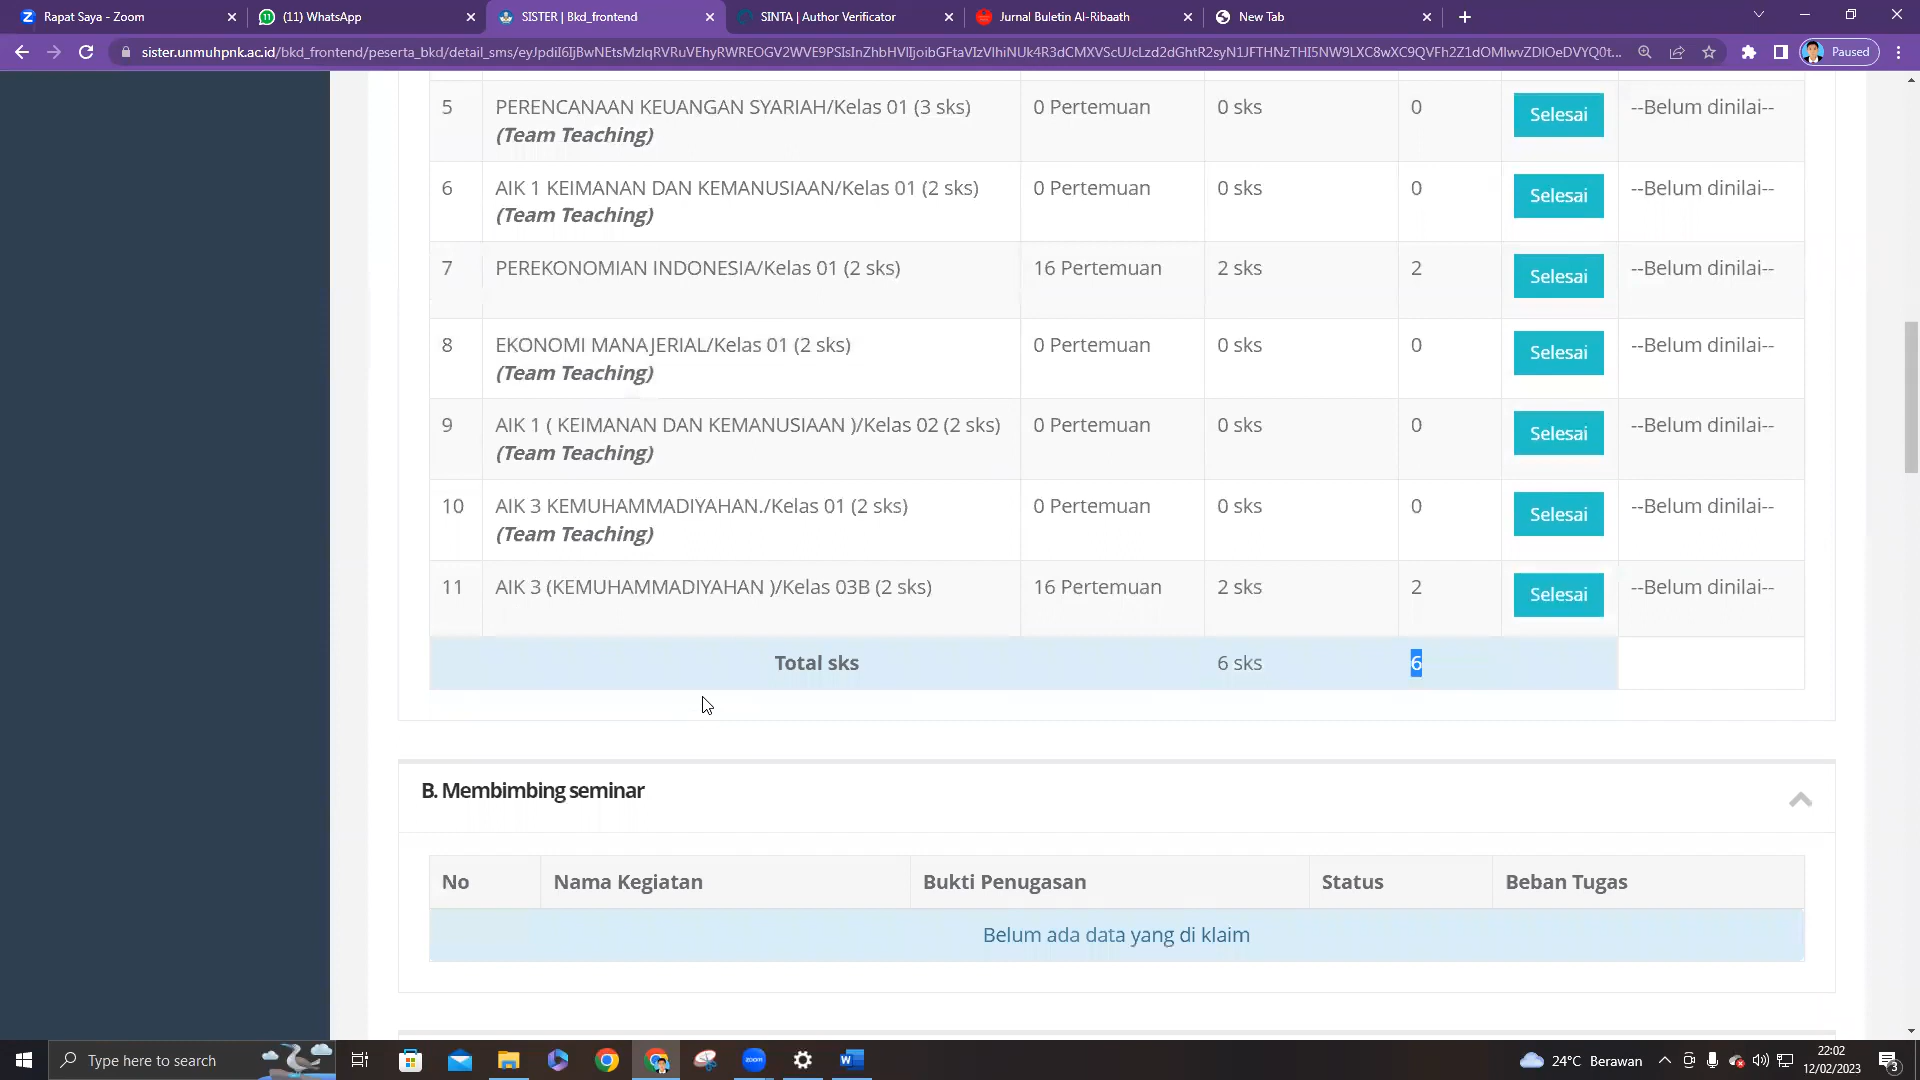 Rapat Saya - Zoom
(11) WhatsApp
SISTER | Bkd_frontend
SINTA | Author Verificator
Jurnal Buletin Al-Ribaath
New Tab
Paused
5 PERENCANAAN KEUANGAN SYARIAH/Kelas 01 (3 sks) 0 Pertemuan 0 sks 0 Selesai --Belum dinilai--
(Team Teaching)
6 AIK 1 KEIMANAN DAN KEMANUSIAAN/Kelas 01 (2 sks) 0 Pertemuan 0 sks 0 Selesai --Belum dinilai--
(Team Teaching)
7 PEREKONOMIAN INDONESIA/Kelas 01 (2 sks) 16 Pertemuan 2 sks 2 Selesai --Belum dinilai--
8 EKONOMI MANAJERIAL/Kelas 01 (2 sks) 0 Pertemuan 0 sks 0 Selesai --Belum dinilai--
(Team Teaching)
9 AIK 1 ( KEIMANAN DAN KEMANUSIAAN )/Kelas 02 (2 sks) 0 Pertemuan 0 sks 0 Selesai --Belum dinilai--
(Team Teaching)
10 AIK 3 KEMUHAMMADIYAHAN./Kelas 01 (2 sks) 0 Pertemuan 0 sks 0 Selesai --Belum dinilai--
(Team Teaching)
11 AIK 3 (KEMUHAMMADIYAHAN )/Kelas 03B (2 sks) 16 Pertemuan 2 sks 2 Selesai --Belum dinilai--
Total sks 6 sks 6
B. Membimbing seminar
No Nama Kegiatan Bukti Penugasan Status Beban Tugas
Belum ada data yang di klaim
Type here to search
zoom
24°C Berawan
22:02
12/02/2023
3